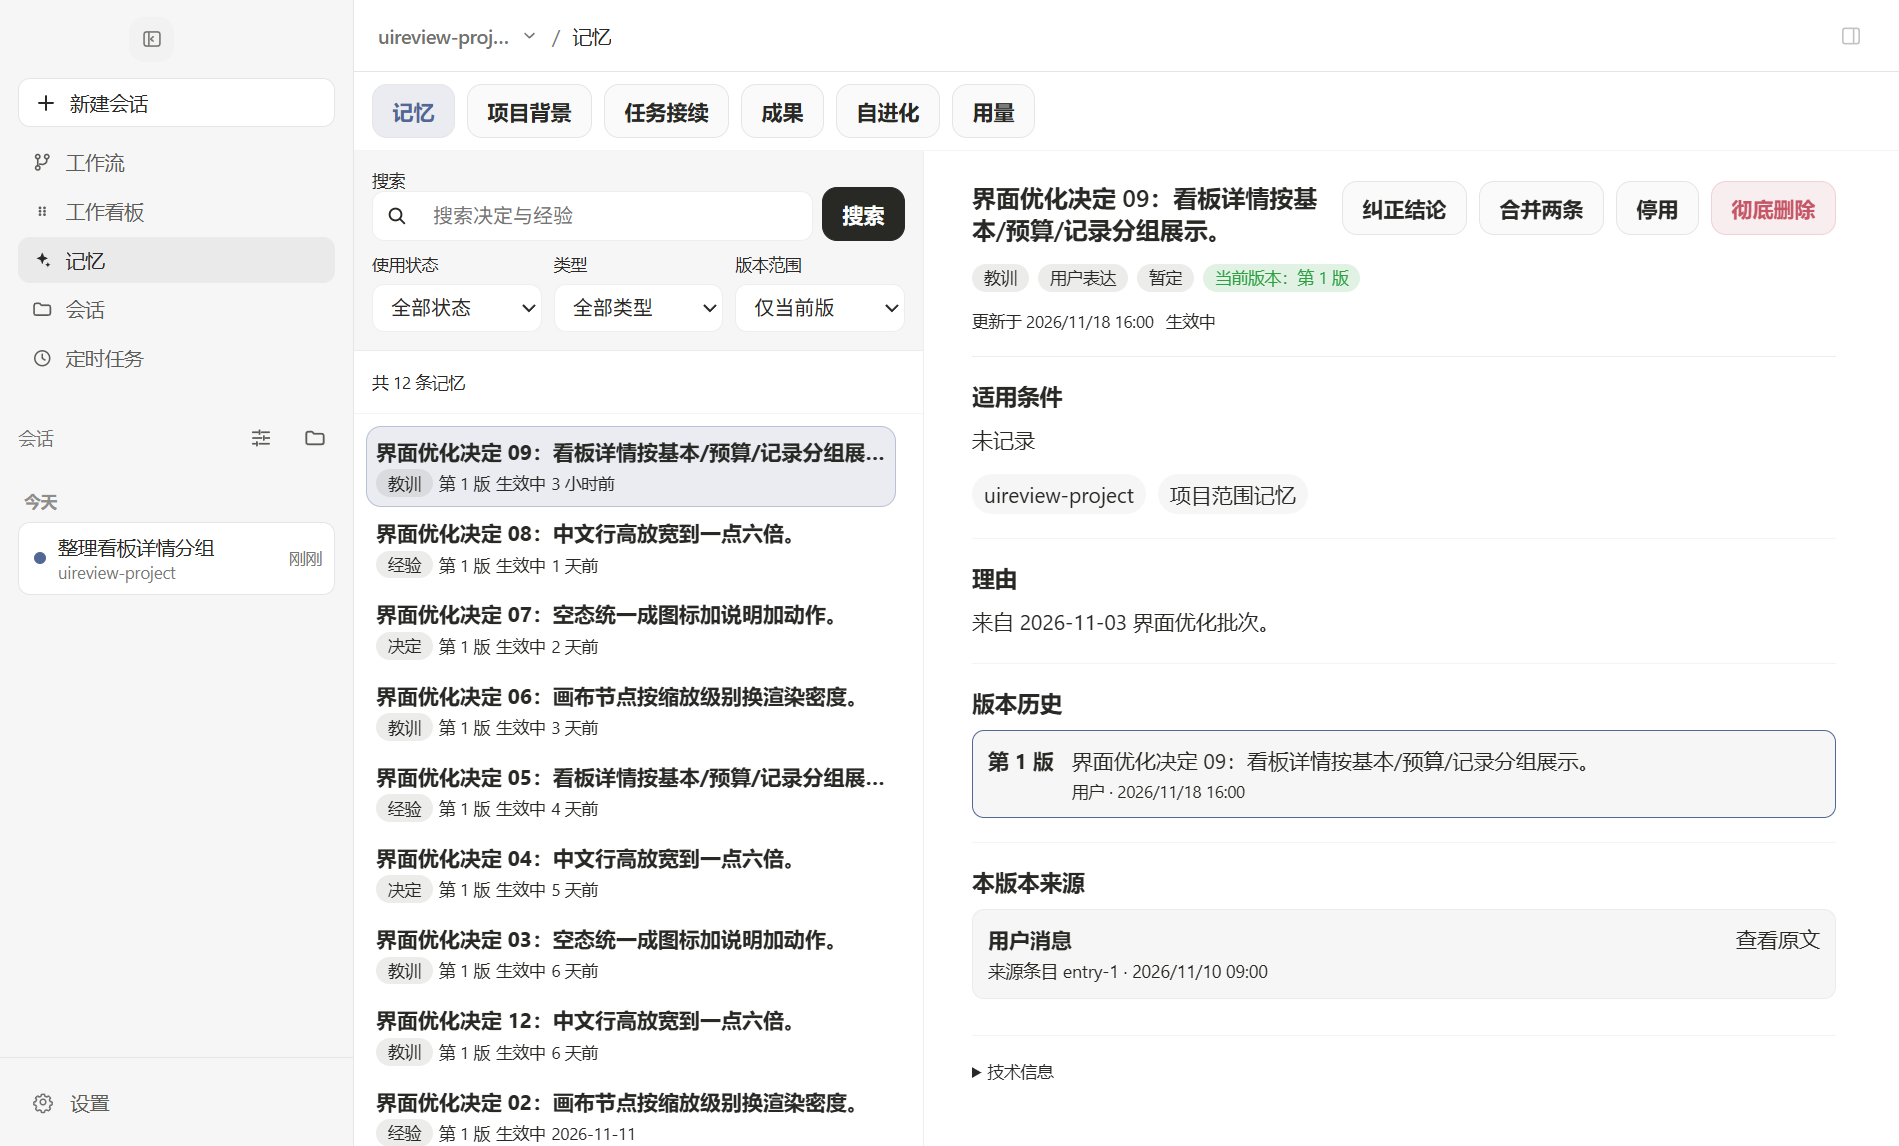 新建会话
工作流
工作看板
记忆
会话
定时任务
会话
今天
整理看板详情分组
uireview-project
刚刚
设置
uireview-proj... / 记忆
记忆
项目背景
任务接续
成果
自进化
用量
搜索
搜索决定与经验
搜索
使用状态
类型
版本范围
全部状态
全部类型
仅当前版
共 12 条记忆
界面优化决定 09：看板详情按基本/预算/记录分组展...
教训 第 1 版 生效中 3 小时前
界面优化决定 08：中文行高放宽到一点六倍。
经验 第 1 版 生效中 1 天前
界面优化决定 07：空态统一成图标加说明加动作。
决定 第 1 版 生效中 2 天前
界面优化决定 06：画布节点按缩放级别换渲染密度。
教训 第 1 版 生效中 3 天前
界面优化决定 05：看板详情按基本/预算/记录分组展...
经验 第 1 版 生效中 4 天前
界面优化决定 04：中文行高放宽到一点六倍。
决定 第 1 版 生效中 5 天前
界面优化决定 03：空态统一成图标加说明加动作。
教训 第 1 版 生效中 6 天前
界面优化决定 12：中文行高放宽到一点六倍。
教训 第 1 版 生效中 6 天前
界面优化决定 02：画布节点按缩放级别换渲染密度。
经验 第 1 版 生效中 2026-11-11
界面优化决定 09：看板详情按基
本/预算/记录分组展示。
纠正结论
合并两条
停用
彻底删除
教训
用户表达
暂定
当前版本：第 1 版
更新于 2026/11/18 16:00 生效中
适用条件
未记录
uireview-project
项目范围记忆
理由
来自 2026-11-03 界面优化批次。
版本历史
第 1 版 界面优化决定 09：看板详情按基本/预算/记录分组展示。
用户 · 2026/11/18 16:00
本版本来源
用户消息
查看原文
来源条目 entry-1 · 2026/11/10 09:00
技术信息